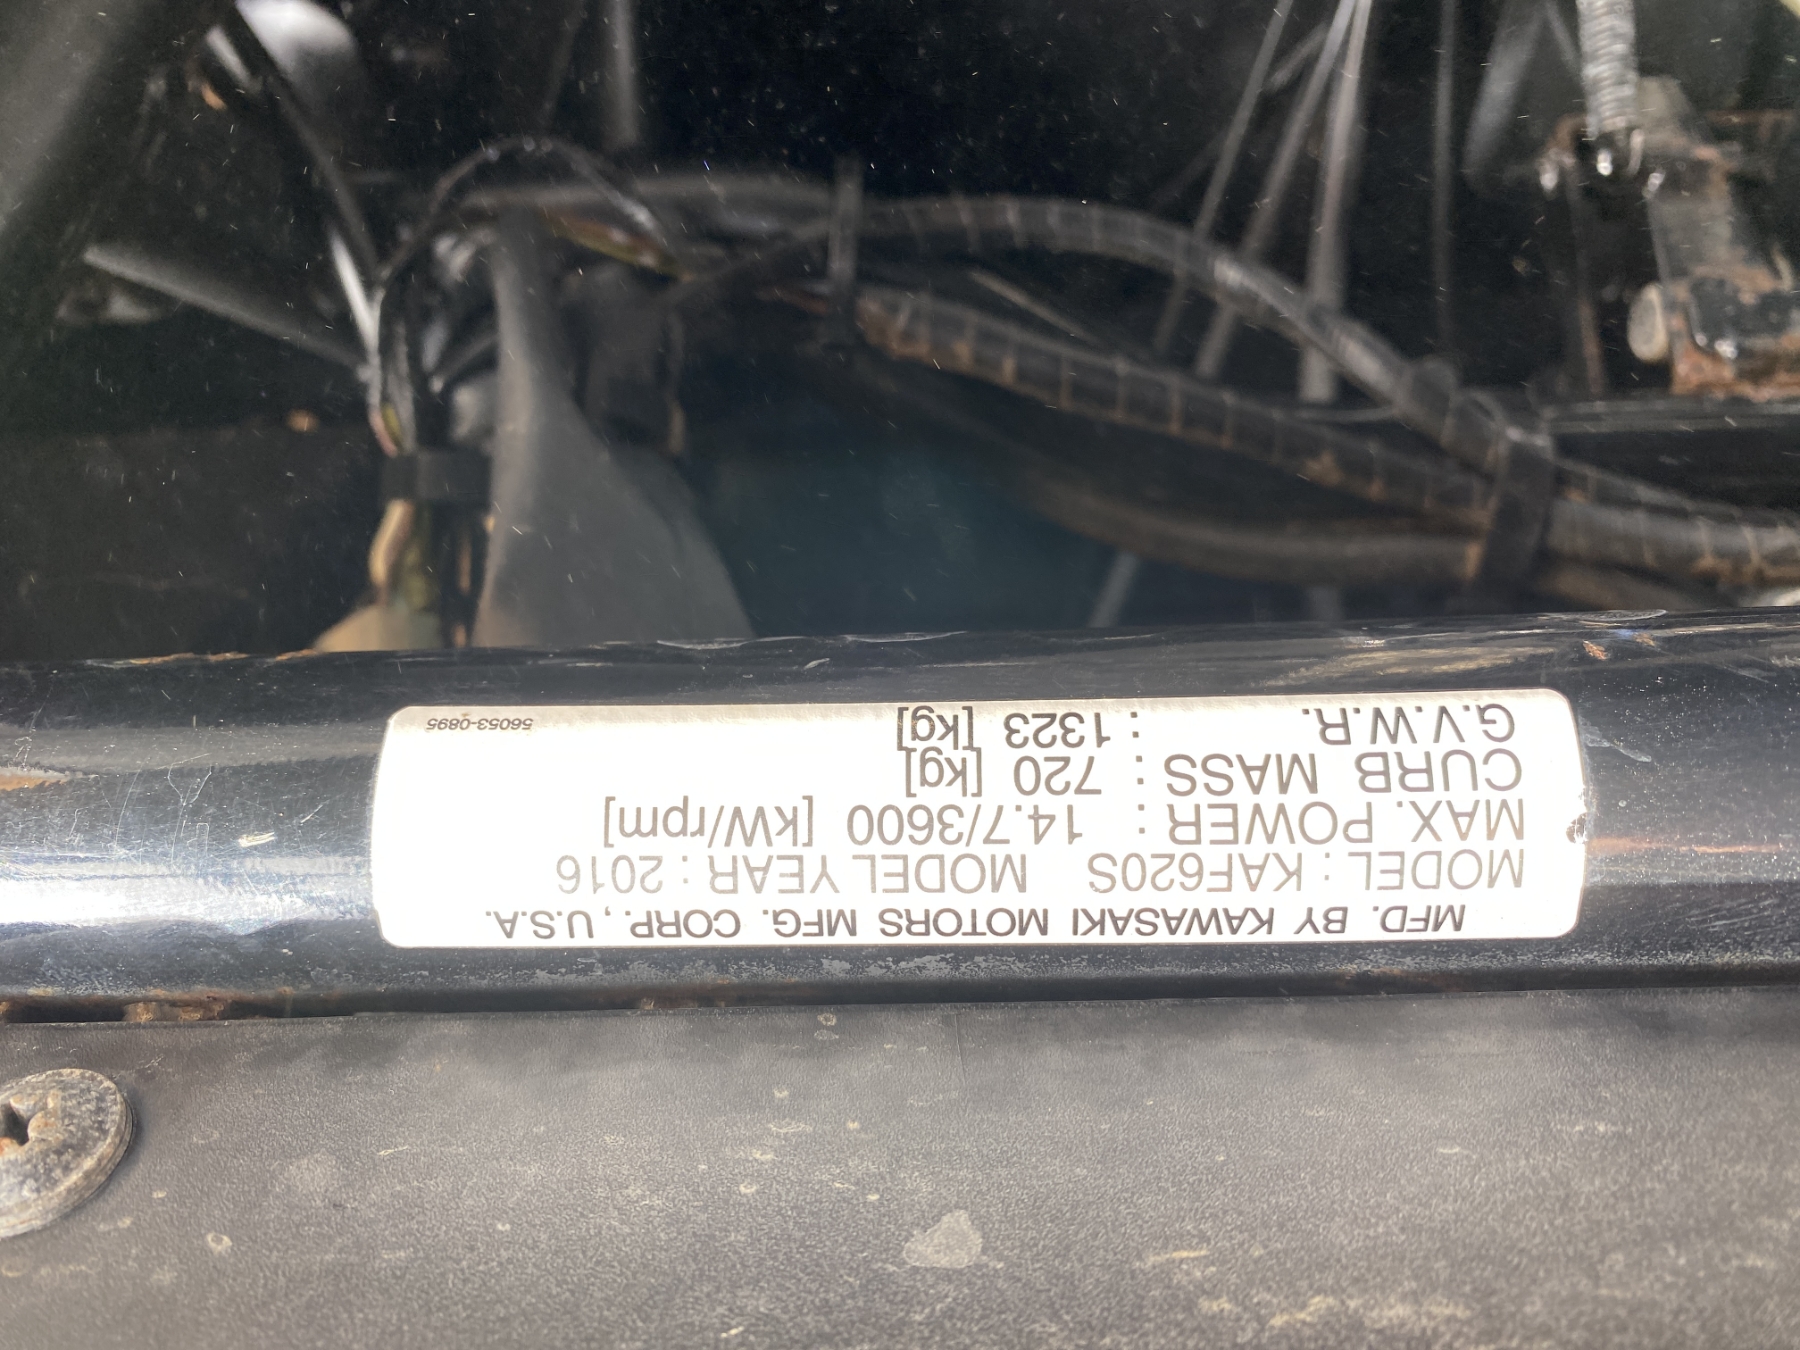 MFD. BY KAWASAKI MOTORS MFG. CORP., U.S.A.
MODEL : KAF620S MODEL YEAR : 2016
MAX. POWER : 14.7/3600 [kW/rpm]
CURB MASS : 720 [kg]
G.V.W.R. : 1323 [kg]
56053-0895